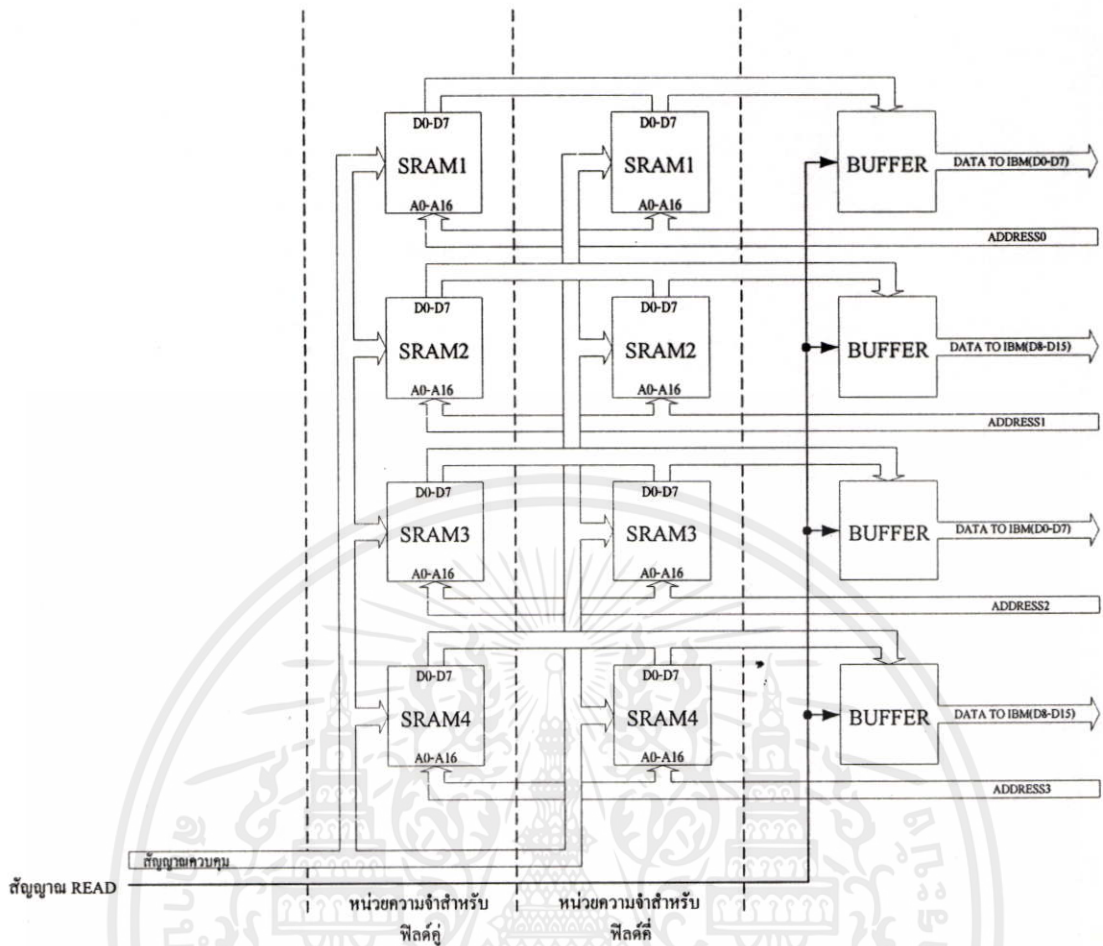 D0-D7
SRAM1
A0-A16
D0-D7
SRAM1
A0-A16
BUFFER
DATA TO IBM(D0-D7)
ADDRESS0
D0-D7
SRAM2
A0-A16
D0-D7
SRAM2
A0-A16
BUFFER
DATA TO IBM(D8-D15)
ADDRESS1
D0-D7
SRAM3
A0-A16
D0-D7
SRAM3
A0-A16
BUFFER
DATA TO IBM(D0-D7)
ADDRESS2
D0-D7
SRAM4
A0-A16
D0-D7
SRAM4
A0-A16
BUFFER
DATA TO IBM(D8-D15)
ADDRESS3
สัญญาณควบคุม
สัญญาณ READ
หน่วยความจำสำหรับ
ฟิลด์คู่
หน่วยความจำสำหรับ
ฟิลด์คี่